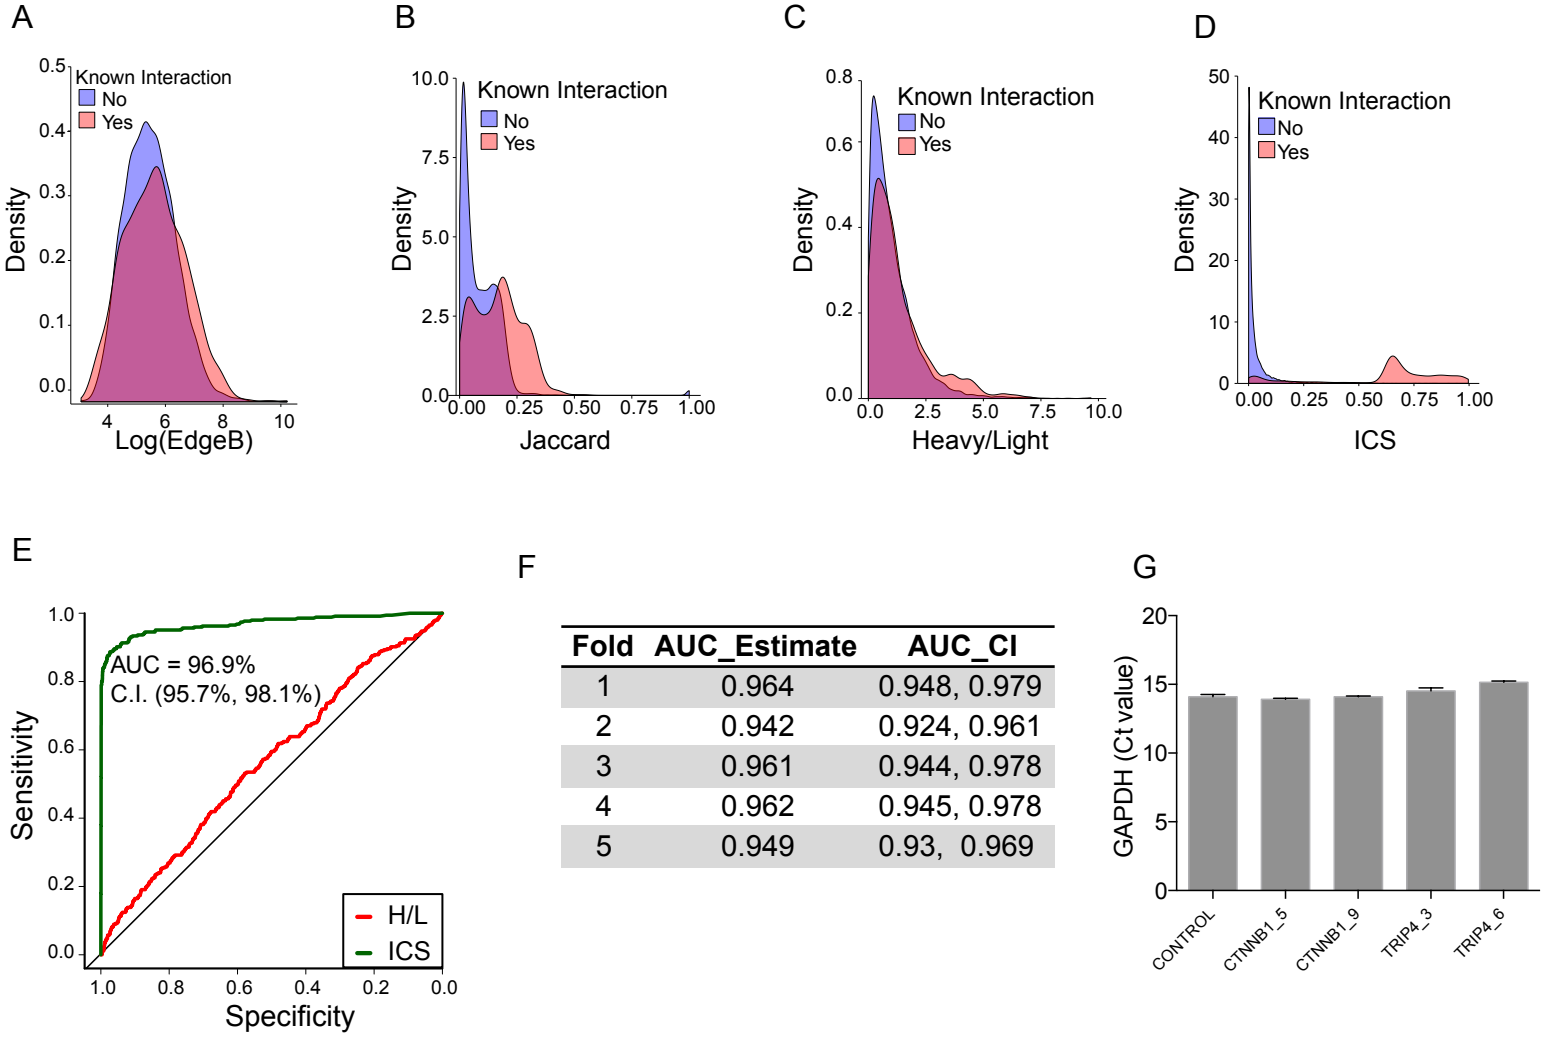 A
0.5
0.4
0.3
0.2
0.1
0.0
Density
Known Interaction
No
Yes
4 6 8 10
Log(EdgeB)
B
10.0
7.5
5.0
2.5
0.0
Density
Known Interaction
No
Yes
0.00 0.25 0.50 0.75 1.00
Jaccard
C
0.8
0.6
0.4
0.2
0.0
Density
Known Interaction
No
Yes
0.0 2.5 5.0 7.5 10.0
Heavy/Light
D
50
40
30
20
10
0
Density
Known Interaction
No
Yes
0.00 0.25 0.50 0.75 1.00
ICS
E
1.0
0.8
0.6
0.4
0.2
0.0
Sensitivity
AUC = 96.9%
C.I. (95.7%, 98.1%)
H/L
ICS
1.0 0.8 0.6 0.4 0.2 0.0
Specificity
F
Fold AUC_Estimate AUC_CI
1 0.964 0.948, 0.979
2 0.942 0.924, 0.961
3 0.961 0.944, 0.978
4 0.962 0.945, 0.978
5 0.949 0.93, 0.969
G
20
15
10
5
0
GAPDH (Ct value)
CONTROL
CTNNB1_5
CTNNB1_9
TRIP4_3
TRIP4_6